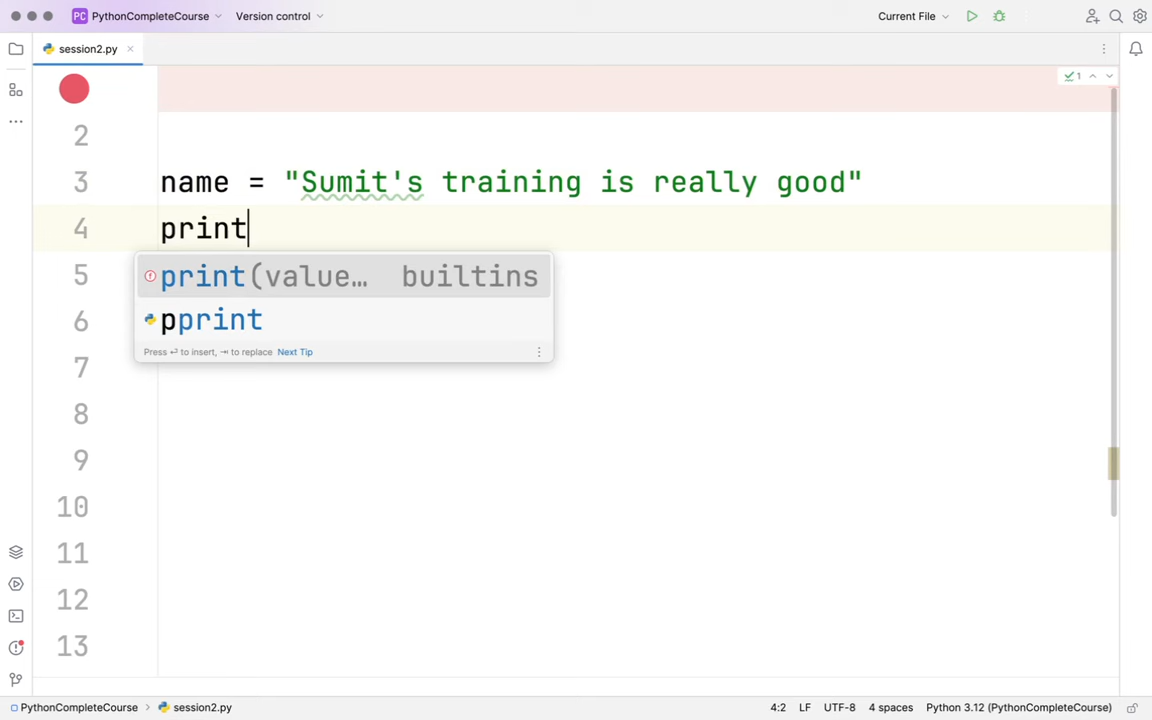 PC PythonCompleteCourse Version control Current File
session2.py
1
2
3 name = "Sumit's training is really good"
4 print
5 print(value... builtins
6 pprint
Press ⏎ to insert, ⇥ to replace Next Tip
7
8
9
10
11
12
13
PythonCompleteCourse > session2.py 4:2 LF UTF-8 4 spaces Python 3.12 (PythonCompleteCourse)